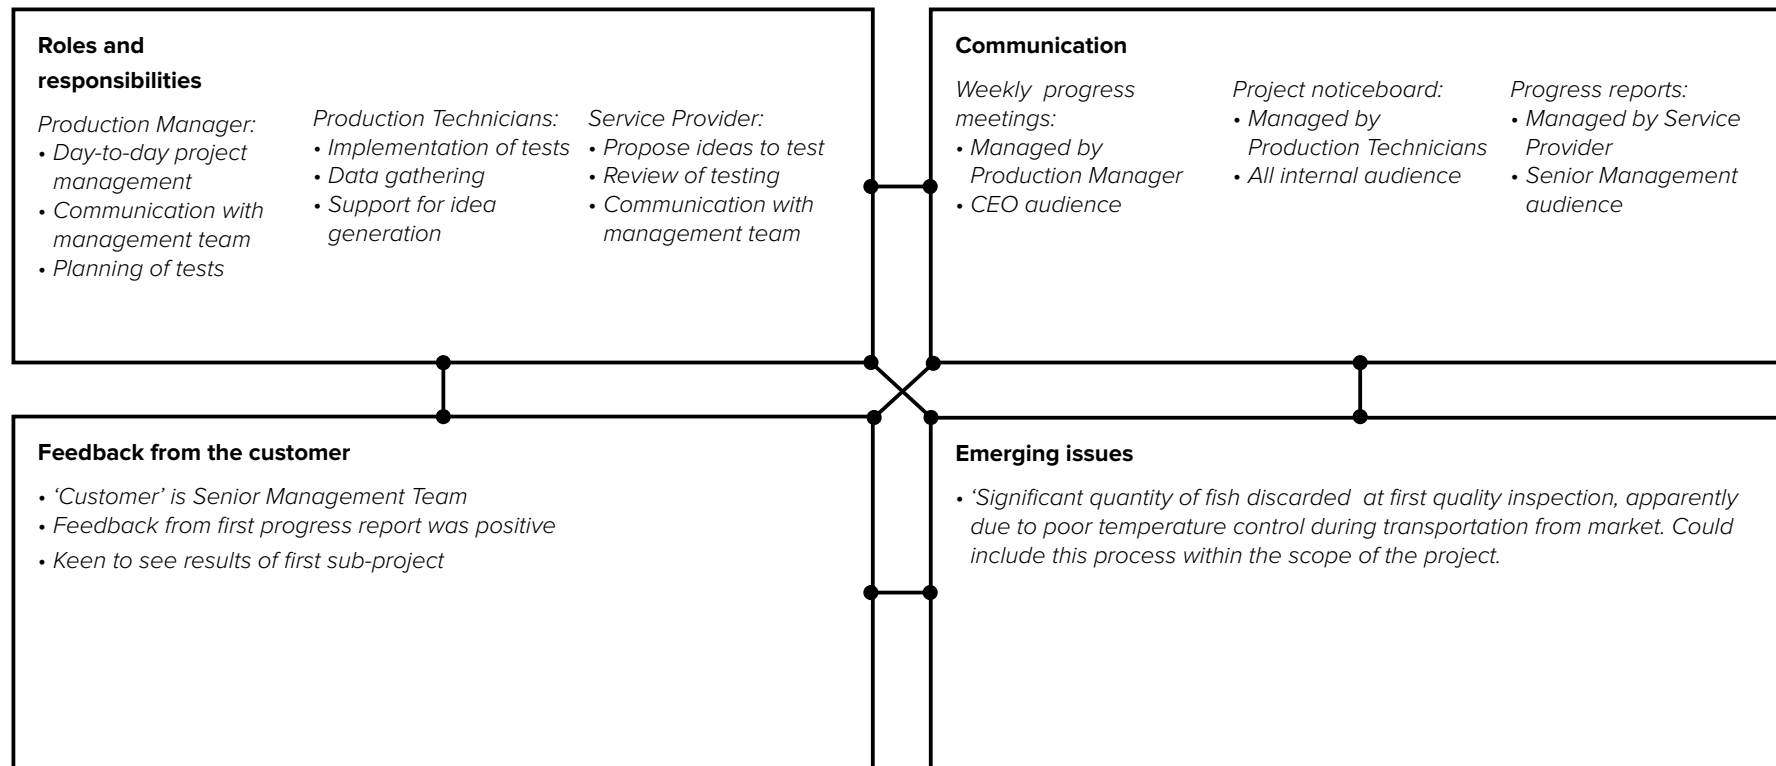 Roles and
responsibilities
Production Manager:
• Day-to-day project
management
• Communication with
management team
• Planning of tests
Production Technicians:
• Implementation of tests
• Data gathering
• Support for idea
generation
Service Provider:
• Propose ideas to test
• Review of testing
• Communication with
management team
Communication
Weekly progress
meetings:
• Managed by
Production Manager
• CEO audience
Project noticeboard:
• Managed by
Production Technicians
• All internal audience
Progress reports:
• Managed by Service
Provider
• Senior Management
audience
Feedback from the customer
• ‘Customer’ is Senior Management Team
• Feedback from first progress report was positive
• Keen to see results of first sub-project
Emerging issues
• ‘Significant quantity of fish discarded at first quality inspection, apparently
due to poor temperature control during transportation from market. Could
include this process within the scope of the project.